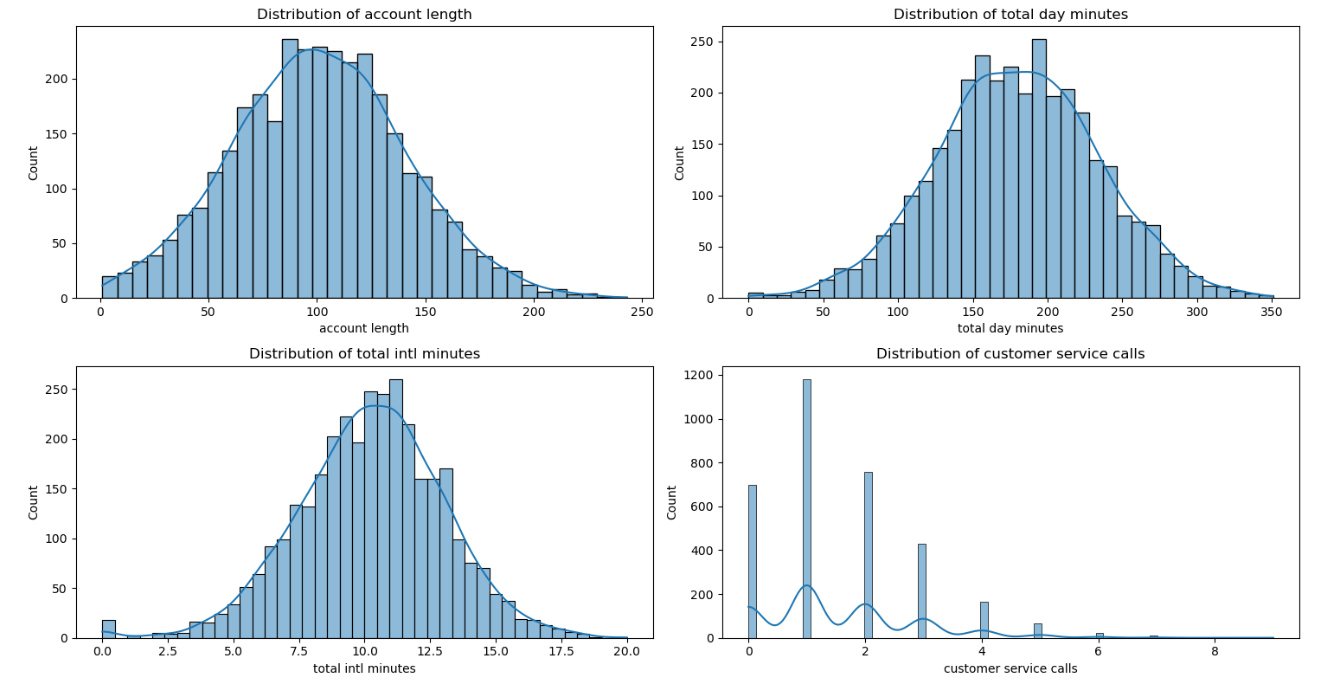 Distribution of account length
Count
200
150
100
50
0
0 50 100 150 200 250
account length
Distribution of total day minutes
Count
250
200
150
100
50
0
0 50 100 150 200 250 300 350
total day minutes
Distribution of total intl minutes
Count
250
200
150
100
50
0
0.0 2.5 5.0 7.5 10.0 12.5 15.0 17.5 20.0
total intl minutes
Distribution of customer service calls
Count
1200
1000
800
600
400
200
0
0 2 4 6 8
customer service calls